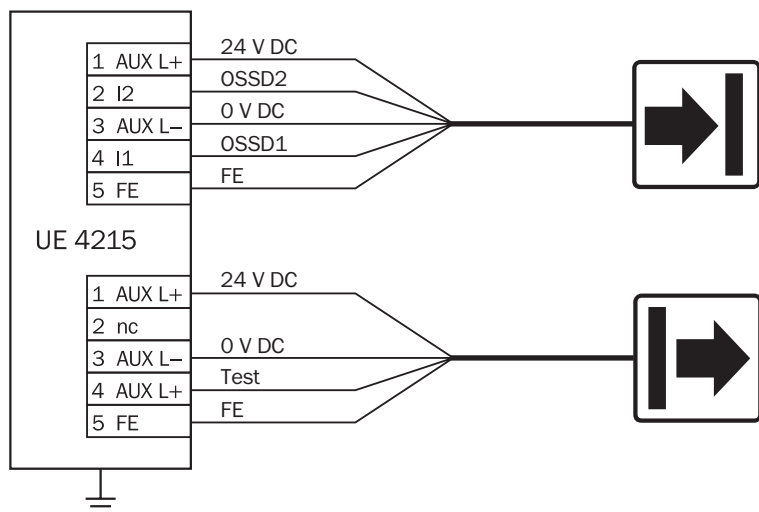 1 AUX L+ 24 V DC
2 I2 OSSD2
3 AUX L– 0 V DC
4 I1 OSSD1
5 FE FE
UE 4215
1 AUX L+ 24 V DC
2 nc
3 AUX L– 0 V DC
4 AUX L+ Test
5 FE FE